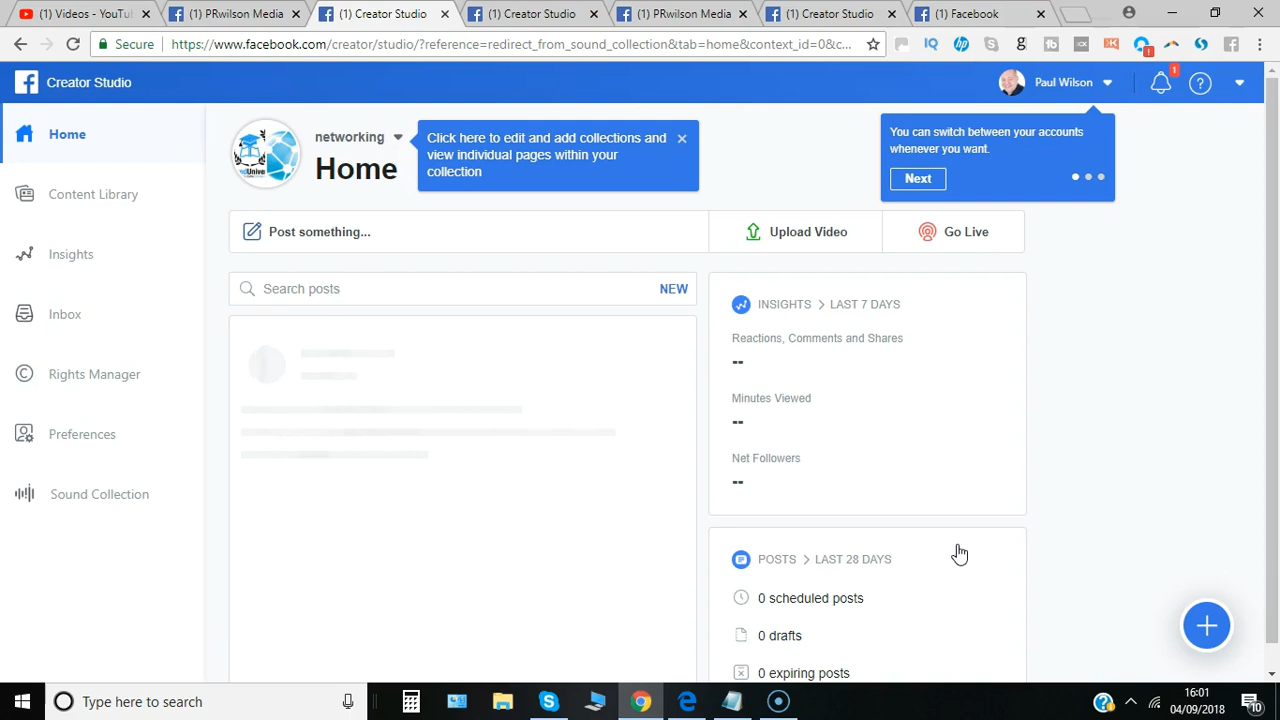 (1) Videos - YouTu
(1) PRwilson Media
(1) Creator Studio
(1) Creator Studio
(1) PRwilson Media
(1) Creator Studio
(1) Facebook
Secure
https://www.facebook.com/creator/studio/?reference=redirect_from_sound_collection&tab=home&context_id=0&c...
Creator Studio
Paul Wilson
1
Home
Content Library
Insights
Inbox
Rights Manager
Preferences
Sound Collection
networking
Home
Click here to edit and add collections and
view individual pages within your
collection
You can switch between your accounts
whenever you want.
Next
Post something...
Upload Video
Go Live
Search posts
NEW
INSIGHTS > LAST 7 DAYS
Reactions, Comments and Shares
--
Minutes Viewed
--
Net Followers
--
POSTS > LAST 28 DAYS
0 scheduled posts
0 drafts
0 expiring posts
Type here to search
16:01
04/09/2018
10